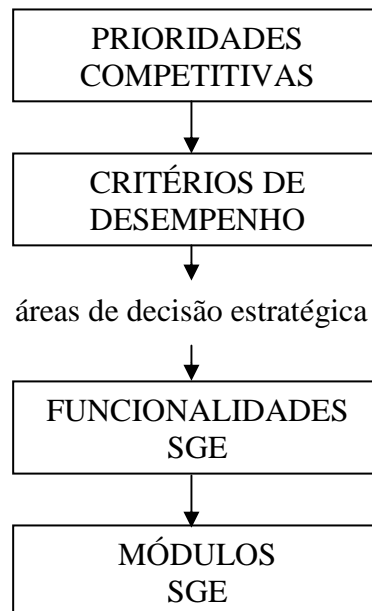 PRIORIDADES
COMPETITIVAS
CRITÉRIOS DE
DESEMPENHO
áreas de decisão estratégica
FUNCIONALIDADES
SGE
MÓDULOS
SGE